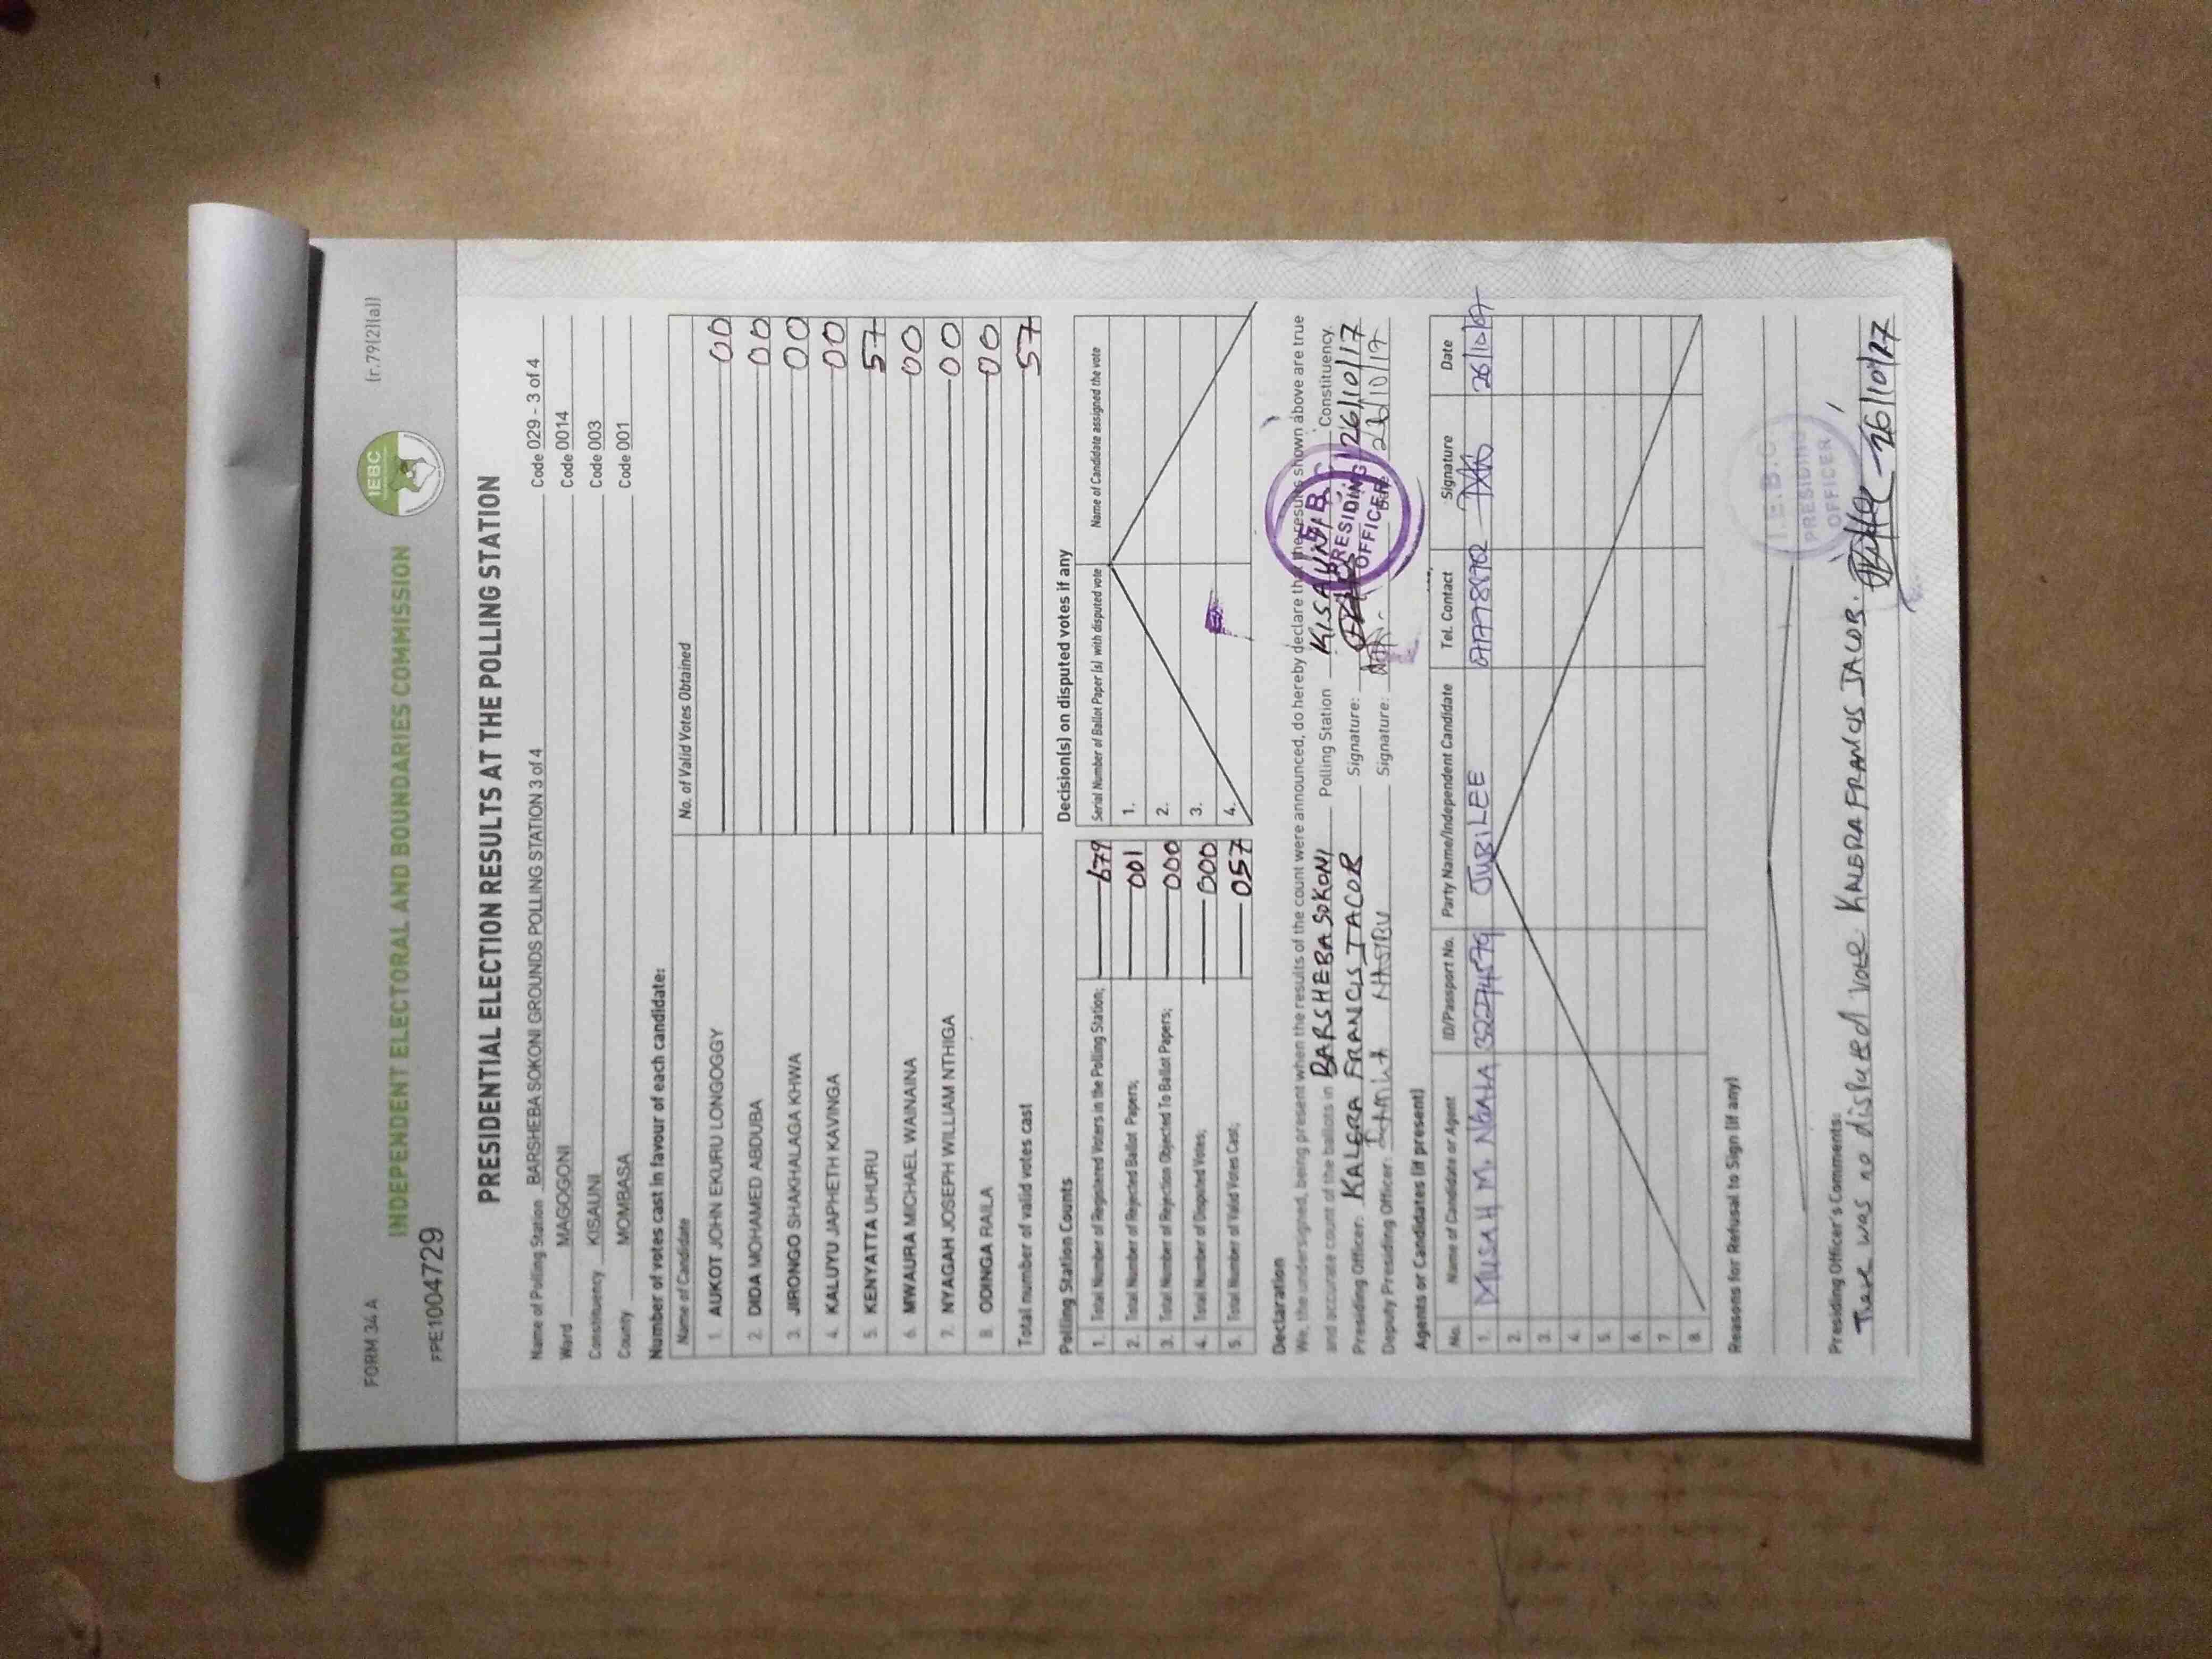 FORM 34 A (r.79(2)(a))
IEBC
INDEPENDENT ELECTORAL AND BOUNDARIES COMMISSION
FPE1004729
PRESIDENTIAL ELECTION RESULTS AT THE POLLING STATION
Name of Polling Station BARSHEBA SOKONI GROUNDS POLLING STATION 3 of 4 Code 029 - 3 of 4
Ward MAGOGONI Code 0014
Constituency KISAUNI Code 003
County MOMBASA Code 001
Number of votes cast in favour of each candidate:
Name of Candidate No. of Valid Votes Obtained
1. AUKOT JOHN EKURU LONGOGGY 00
2. DIDA MOHAMED ABDUBA 00
3. JIRONGO SHAKHALAGA KHWA 00
4. KALUYU JAPHETH KAVINGA 00
5. KENYATTA UHURU 57
6. MWAURA MICHAEL WAINAINA 00
7. NYAGAH JOSEPH WILLIAM NTHIGA 00
8. ODINGA RAILA 00
Total number of valid votes cast 57
Polling Station Counts
1. Total Number of Registered Voters in the Polling Station; 679
2. Total Number of Rejected Ballot Papers; 001
3. Total Number of Rejection Objected To Ballot Papers; 000
4. Total Number of Disputed Votes; 000
5. Total Number of Valid Votes Cast; 057
Decision(s) on disputed votes if any
Serial Number of Ballot Paper (s) with disputed vote Name of Candidate assigned the vote
1.
2.
3.
4.
Declaration
We, the undersigned, being present when the results of the count were announced, do hereby declare that the results shown above are true
and accurate count of the ballots in BARSHEBA SOKONI Polling Station KISAUNI Constituency.
Presiding Officer: KALERA FRANCIS JACOB Signature: 26/10/17
Deputy Presiding Officer: Signature: Date 26/10/17
I.E.B.C
PRESIDING
OFFICER
Agents or Candidates (if present)
No. Name of Candidate or Agent ID/Passport No. Party Name/Independent Candidate Tel. Contact Signature Date
1. MUSA H M. NGALA JUBILEE 26/10/17
2.
3.
4.
5.
6.
7.
8.
Reasons for Refusal to Sign (if any)
I.E.B.C
PRESIDING
OFFICER
Presiding Officer's Comments:
There was no disputed vote. KALERA FRANCIS JACOB.